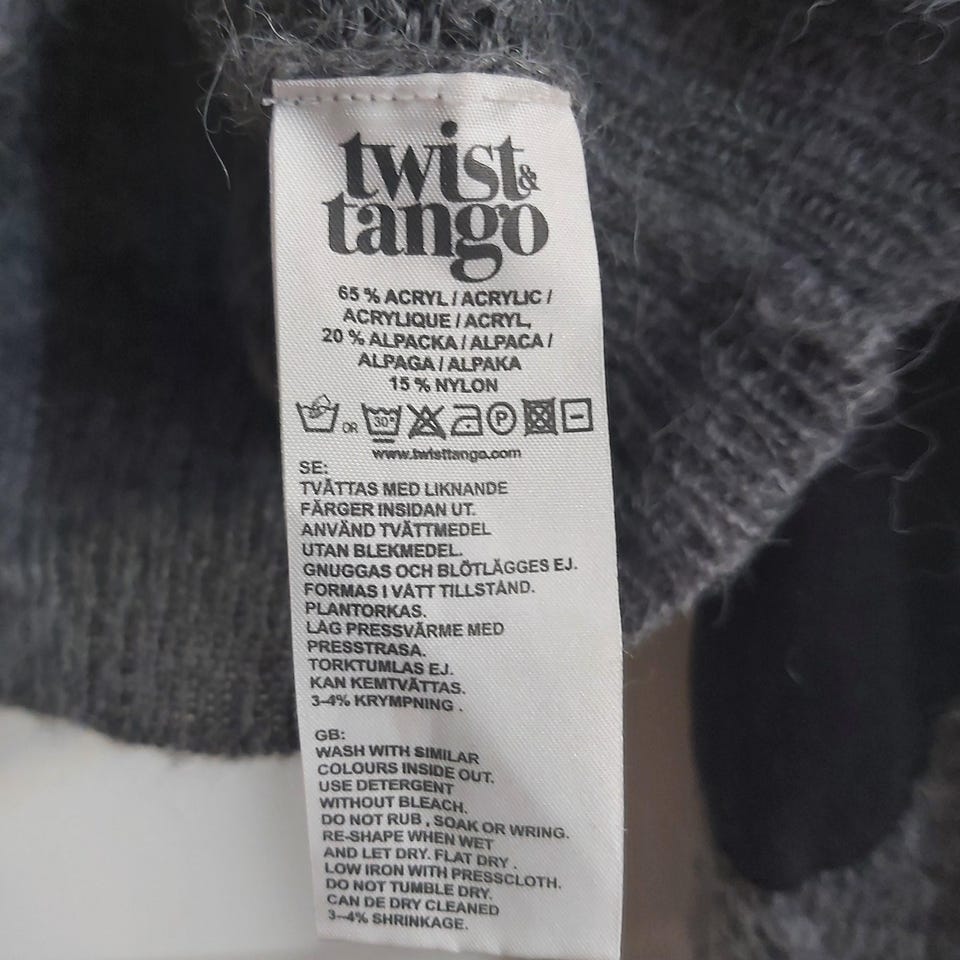 twist &
tango
65 % ACRYL / ACRYLIC /
ACRYLIQUE / ACRYL,
20 % ALPACKA / ALPACA /
ALPAGA / ALPAKA
15 % NYLON
OR 30° P
www.twisttango.com
SE:
TVÄTTAS MED LIKNANDE
FÄRGER INSIDAN UT.
ANVÄND TVÄTTMEDEL
UTAN BLEKMEDEL.
GNUGGAS OCH BLÖTLÄGGES EJ.
FORMAS I VÅTT TILLSTÅND.
PLANTORKAS.
LÅG PRESSVÄRME MED
PRESSTRASA.
TORKTUMLAS EJ.
KAN KEMTVÄTTAS.
3-4% KRYMPNING .
GB:
WASH WITH SIMILAR
COLOURS INSIDE OUT.
USE DETERGENT
WITHOUT BLEACH.
DO NOT RUB , SOAK OR WRING.
RE-SHAPE WHEN WET
AND LET DRY. FLAT DRY .
LOW IRON WITH PRESSCLOTH.
DO NOT TUMBLE DRY.
CAN DE DRY CLEANED
3-4% SHRINKAGE.